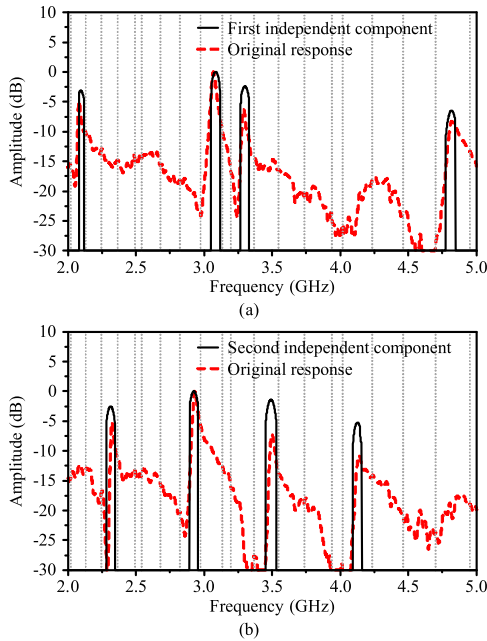 10
5
0
-5
-10
-15
-20
-25
-30
Amplitude (dB)
First independent component
Original response
2.0 2.5 3.0 3.5 4.0 4.5 5.0
Frequency (GHz)
(a)
10
5
0
-5
-10
-15
-20
-25
-30
Amplitude (dB)
Second independent component
Original response
2.0 2.5 3.0 3.5 4.0 4.5 5.0
Frequency (GHz)
(b)